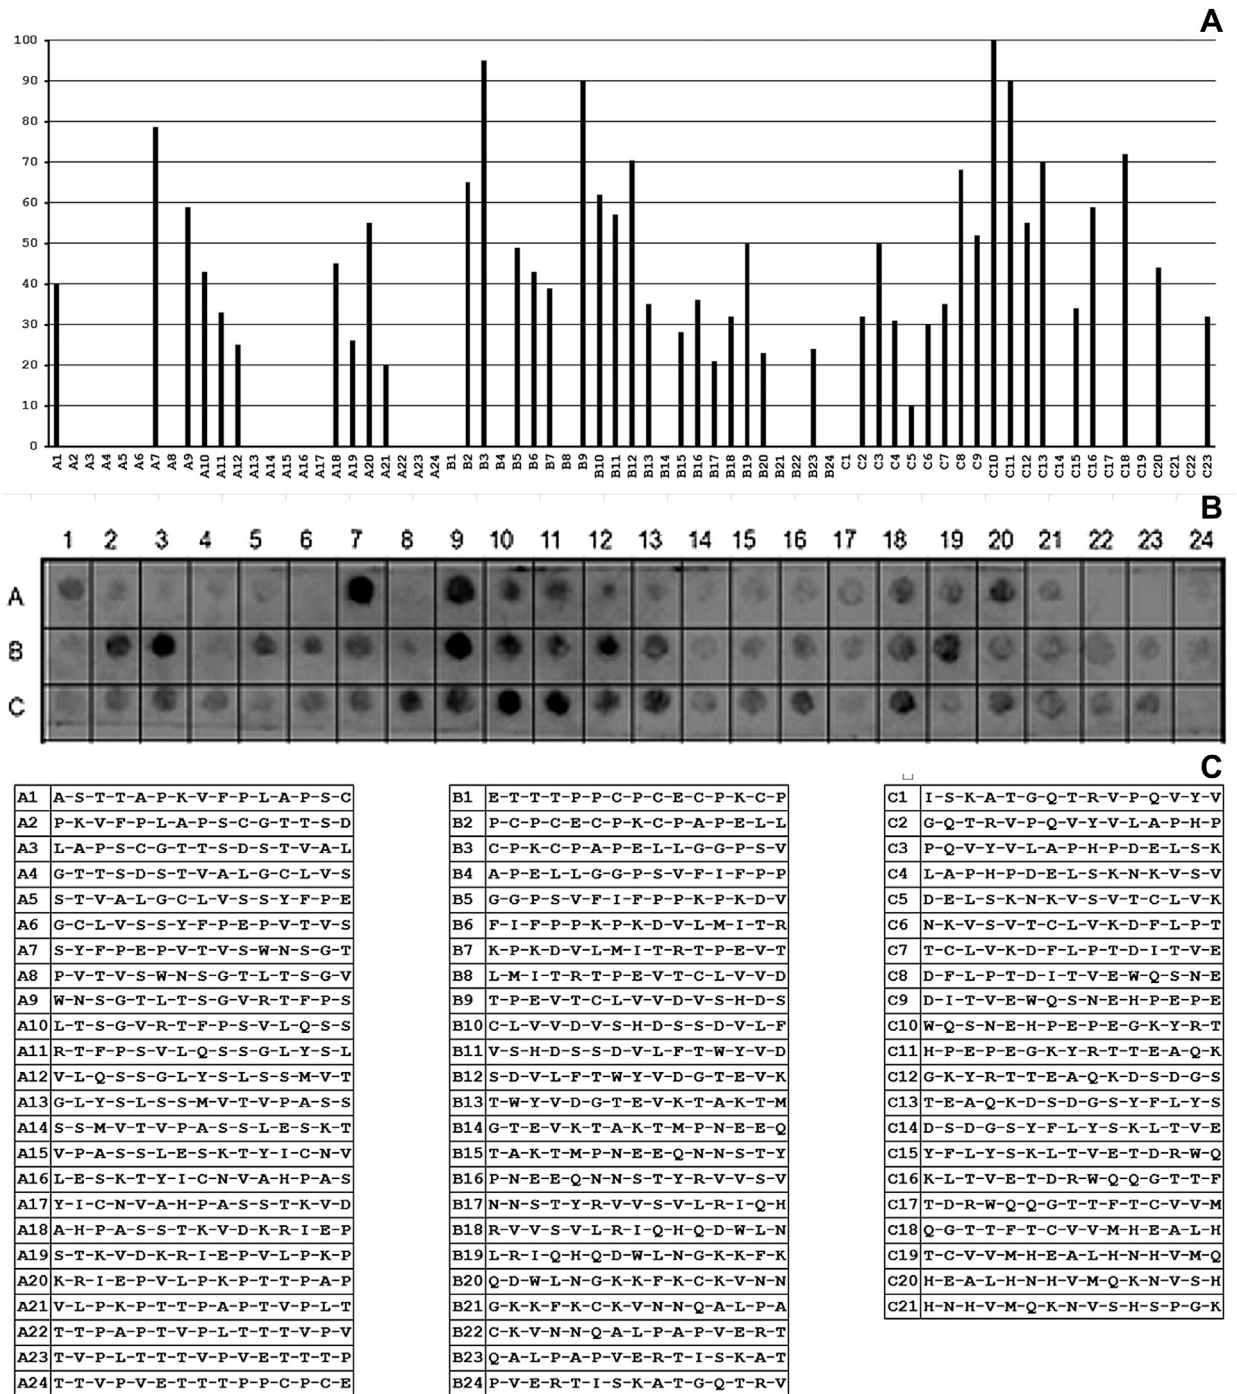 A
100
90
80
70
60
50
40
30
20
10
0
A1 A2 A3 A4 A5 A6 A7 A8 A9 A10 A11 A12 A13 A14 A15 A16 A17 A18 A19 A20 A21 A22 A23 A24 B1 B2 B3 B4 B5 B6 B7 B8 B9 B10 B11 B12 B13 B14 B15 B16 B17 B18 B19 B20 B21 B22 B23 B24 C1 C2 C3 C4 C5 C6 C7 C8 C9 C10 C11 C12 C13 C14 C15 C16 C17 C18 C19 C20 C21 C22 C23
B
1 2 3 4 5 6 7 8 9 10 11 12 13 14 15 16 17 18 19 20 21 22 23 24
A
B
C
C
A1 A-S-T-T-A-P-K-V-F-P-L-A-P-S-C
A2 P-K-V-F-P-L-A-P-S-C-G-T-T-S-D
A3 L-A-P-S-C-G-T-T-S-D-S-T-V-A-L
A4 G-T-T-S-D-S-T-V-A-L-G-C-L-V-S
A5 S-T-V-A-L-G-C-L-V-S-S-Y-F-P-E
A6 G-C-L-V-S-S-Y-F-P-E-P-V-T-V-S
A7 S-Y-F-P-E-P-V-T-V-S-W-N-S-G-T
A8 P-V-T-V-S-W-N-S-G-T-L-T-S-G-V
A9 W-N-S-G-T-L-T-S-G-V-R-T-F-P-S
A10 L-T-S-G-V-R-T-F-P-S-V-L-Q-S-S
A11 R-T-F-P-S-V-L-Q-S-S-G-L-Y-S-L
A12 V-L-Q-S-S-G-L-Y-S-L-S-S-M-V-T
A13 G-L-Y-S-L-S-S-M-V-T-V-P-A-S-S
A14 S-S-M-V-T-V-P-A-S-S-L-E-S-K-T
A15 V-P-A-S-S-L-E-S-K-T-Y-I-C-N-V
A16 L-E-S-K-T-Y-I-C-N-V-A-H-P-A-S
A17 Y-I-C-N-V-A-H-P-A-S-S-T-K-V-D
A18 A-H-P-A-S-S-T-K-V-D-K-R-I-E-P
A19 S-T-K-V-D-K-R-I-E-P-V-L-P-K-P
A20 K-R-I-E-P-V-L-P-K-P-T-T-P-A-P
A21 V-L-P-K-P-T-T-P-A-P-T-V-P-L-T
A22 T-T-P-A-P-T-V-P-L-T-T-T-V-P-V
A23 T-V-P-L-T-T-T-V-P-V-E-T-T-T-P
A24 T-T-V-P-V-E-T-T-T-P-P-C-P-C-E
B1 E-T-T-T-P-P-C-P-C-E-C-P-K-C-P
B2 P-C-P-C-E-C-P-K-C-P-A-P-E-L-L
B3 C-P-K-C-P-A-P-E-L-L-G-G-P-S-V
B4 A-P-E-L-L-G-G-P-S-V-F-I-F-P-P
B5 G-G-P-S-V-F-I-F-P-P-K-P-K-D-V
B6 F-I-F-P-P-K-P-K-D-V-L-M-I-T-R
B7 K-P-K-D-V-L-M-I-T-R-T-P-E-V-T
B8 L-M-I-T-R-T-P-E-V-T-C-L-V-V-D
B9 T-P-E-V-T-C-L-V-V-D-V-S-H-D-S
B10 C-L-V-V-D-V-S-H-D-S-S-D-V-L-F
B11 V-S-H-D-S-S-D-V-L-F-T-W-Y-V-D
B12 S-D-V-L-F-T-W-Y-V-D-G-T-E-V-K
B13 T-W-Y-V-D-G-T-E-V-K-T-A-K-T-M
B14 G-T-E-V-K-T-A-K-T-M-P-N-E-E-Q
B15 T-A-K-T-M-P-N-E-E-Q-N-N-S-T-Y
B16 P-N-E-E-Q-N-N-S-T-Y-R-V-V-S-V
B17 N-N-S-T-Y-R-V-V-S-V-L-R-I-Q-H
B18 R-V-V-S-V-L-R-I-Q-H-Q-D-W-L-N
B19 L-R-I-Q-H-Q-D-W-L-N-G-K-K-F-K
B20 Q-D-W-L-N-G-K-K-F-K-C-K-V-N-N
B21 G-K-K-F-K-C-K-V-N-N-Q-A-L-P-A
B22 C-K-V-N-N-Q-A-L-P-A-P-V-E-R-T
B23 Q-A-L-P-A-P-V-E-R-T-I-S-K-A-T
B24 P-V-E-R-T-I-S-K-A-T-G-Q-T-R-V
C1 I-S-K-A-T-G-Q-T-R-V-P-Q-V-Y-V
C2 G-Q-T-R-V-P-Q-V-Y-V-L-A-P-H-P
C3 P-Q-V-Y-V-L-A-P-H-P-D-E-L-S-K
C4 L-A-P-H-P-D-E-L-S-K-N-K-V-S-V
C5 D-E-L-S-K-N-K-V-S-V-T-C-L-V-K
C6 N-K-V-S-V-T-C-L-V-K-D-F-L-P-T
C7 T-C-L-V-K-D-F-L-P-T-D-I-T-V-E
C8 D-F-L-P-T-D-I-T-V-E-W-Q-S-N-E
C9 D-I-T-V-E-W-Q-S-N-E-H-P-E-P-E
C10 W-Q-S-N-E-H-P-E-P-E-G-K-Y-R-T
C11 H-P-E-P-E-G-K-Y-R-T-T-E-A-Q-K
C12 G-K-Y-R-T-T-E-A-Q-K-D-S-D-G-S
C13 T-E-A-Q-K-D-S-D-G-S-Y-F-L-Y-S
C14 D-S-D-G-S-Y-F-L-Y-S-K-L-T-V-E
C15 Y-F-L-Y-S-K-L-T-V-E-T-D-R-W-Q
C16 K-L-T-V-E-T-D-R-W-Q-Q-G-T-T-F
C17 T-D-R-W-Q-Q-G-T-T-F-T-C-V-V-M
C18 Q-G-T-T-F-T-C-V-V-M-H-E-A-L-H
C19 T-C-V-V-M-H-E-A-L-H-N-H-V-M-Q
C20 H-E-A-L-H-N-H-V-M-Q-K-N-V-S-H
C21 H-N-H-V-M-Q-K-N-V-S-H-S-P-G-K